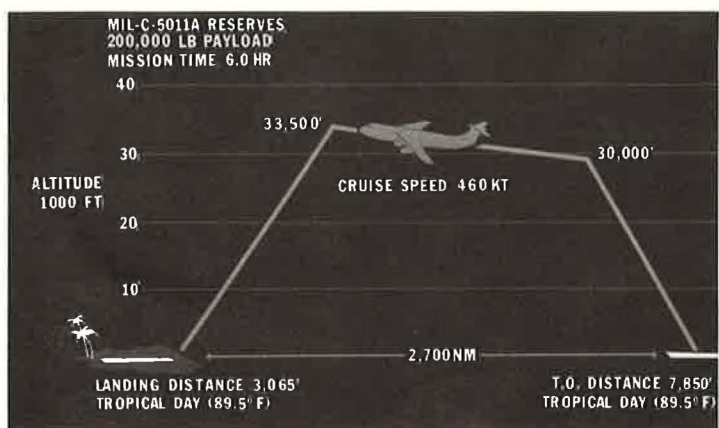 MIL-C-5011A RESERVES
200,000 LB PAYLOAD
MISSION TIME 6.0 HR
40
33,500'
30
30,000'
ALTITUDE
1000 FT
CRUISE SPEED 460 KT
20
10
2,700NM
LANDING DISTANCE 3,065'
TROPICAL DAY (89.5° F)
T.O. DISTANCE 7,850'
TROPICAL DAY (89.5° F)